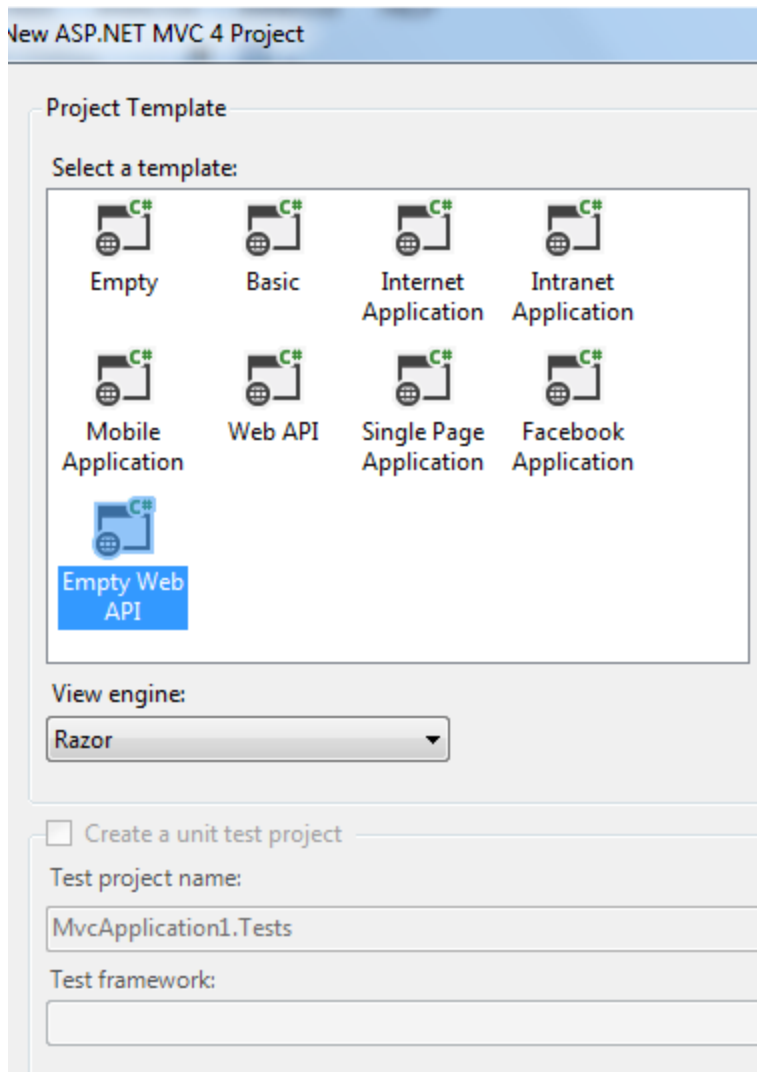 New ASP.NET MVC 4 Project
Project Template
Select a template:
C# C# C# C#
Empty Basic Internet Intranet
Application Application
C# C# C# C#
Mobile Web API Single Page Facebook
Application Application Application
C#
Empty Web
API
View engine:
Razor
Create a unit test project
Test project name:
MvcApplication1.Tests
Test framework: